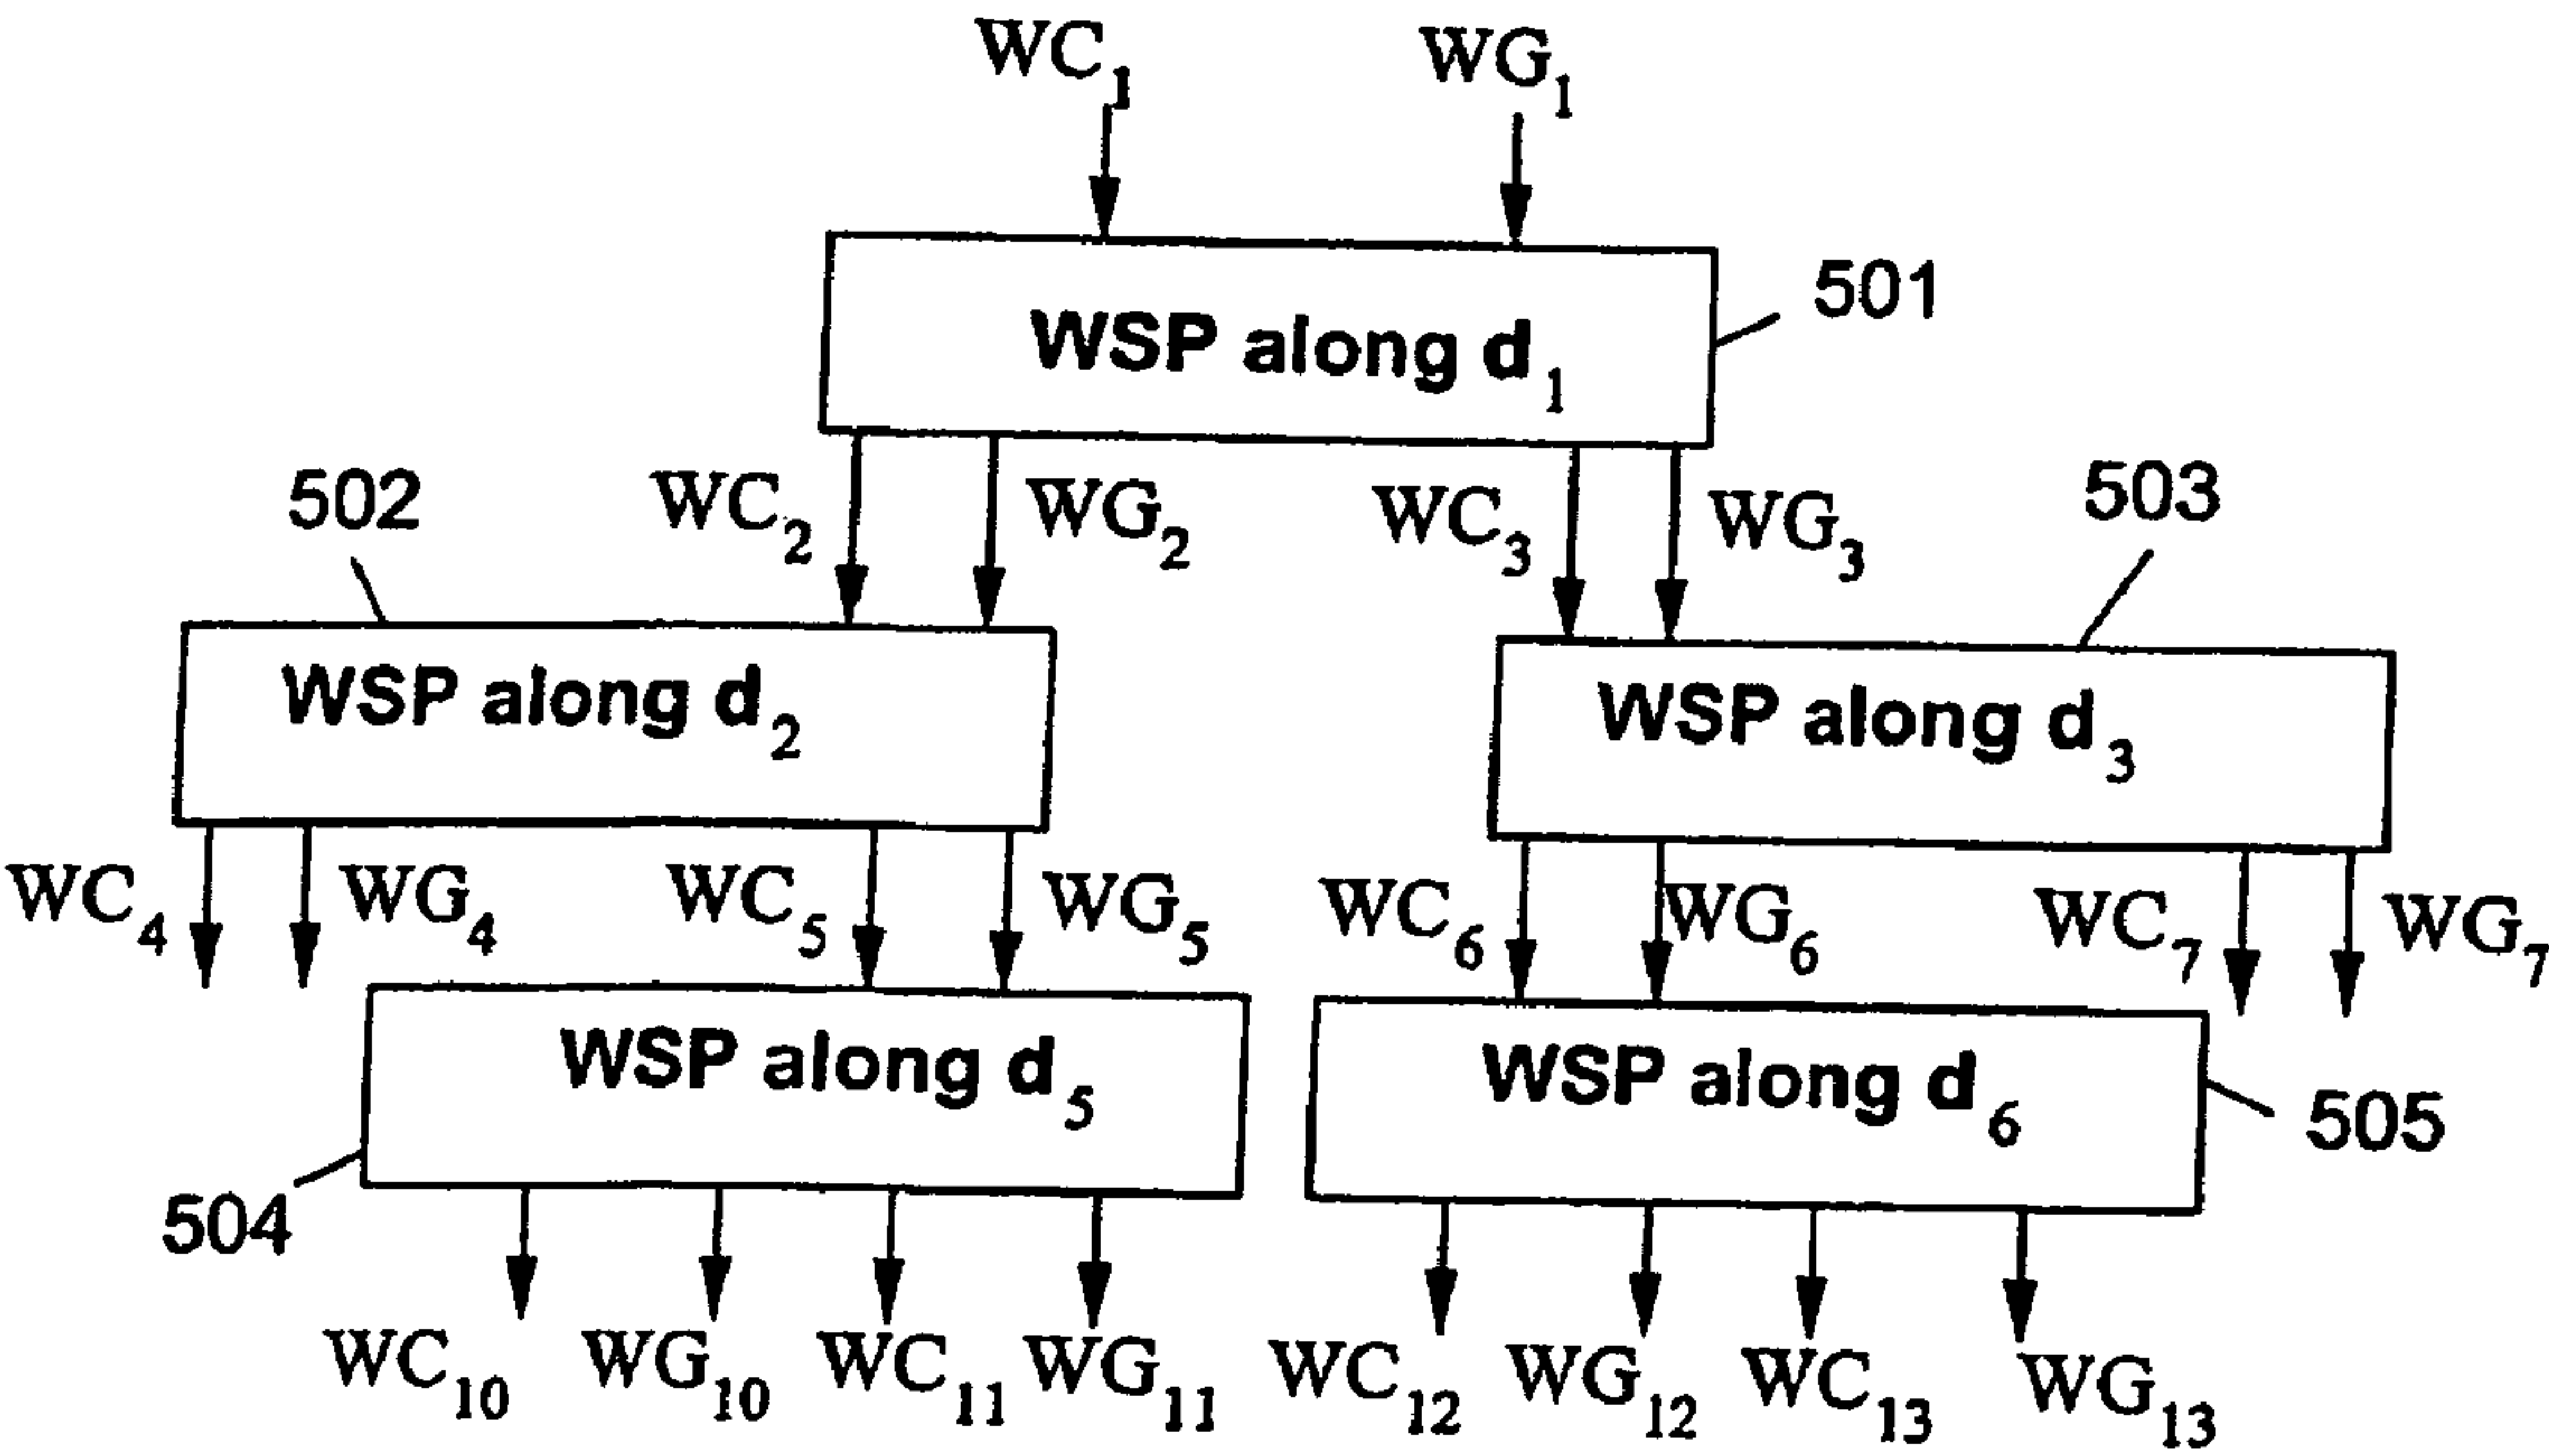 WC1 WG1
WSP along d1
501
502
WC2 WG2 WC3 WG3
503
WSP along d2
WSP along d3
WC4 WG4 WC5 WG5 WC6 WG6 WC7 WG7
WSP along d5
WSP along d6
504
505
WC10 WG10 WC11 WG11 WC12 WG12 WC13 WG13